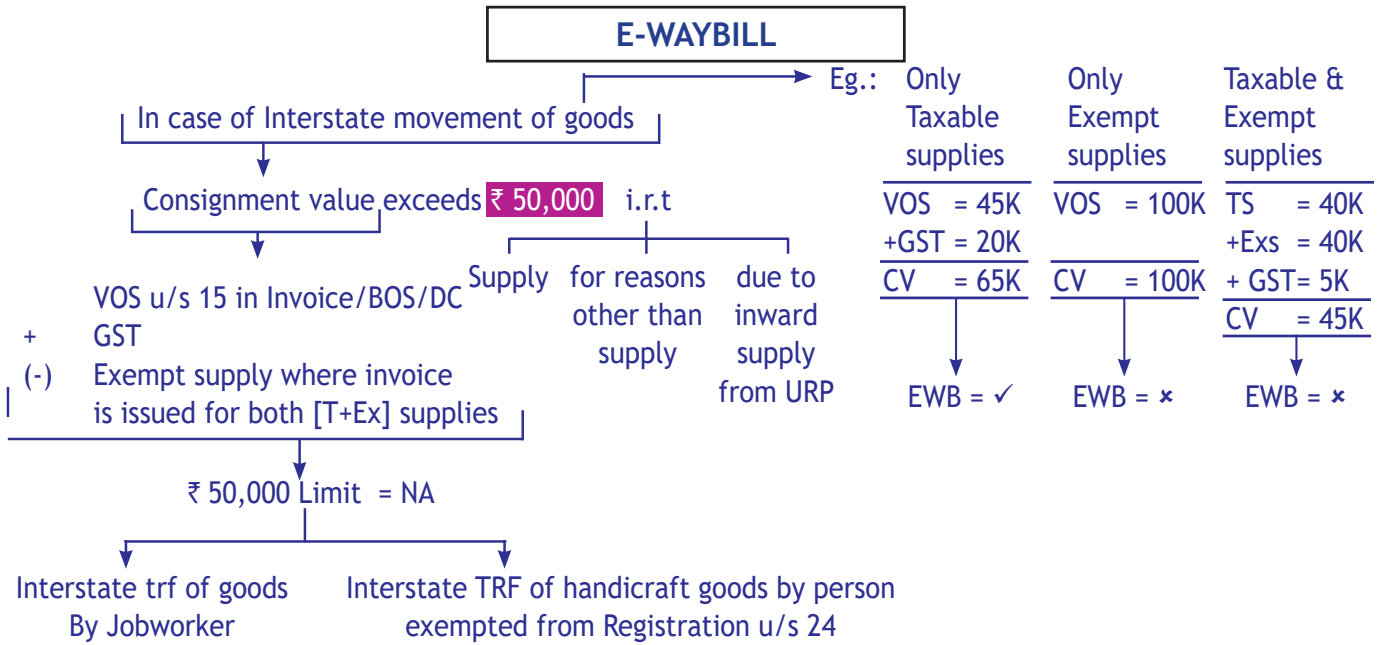 E-WAYBILL
In case of Interstate movement of goods
Consignment value exceeds ₹ 50,000 i.r.t
VOS u/s 15 in Invoice/BOS/DC
+ GST
(-) Exempt supply where invoice
is issued for both [T+Ex] supplies
Supply
for reasons
other than
supply
due to
inward
supply
from URP
₹ 50,000 Limit = NA
Interstate trf of goods
By Jobworker
Interstate TRF of handicraft goods by person
exempted from Registration u/s 24
Eg.:
Only
Taxable
supplies
VOS = 45K
+GST = 20K
CV = 65K
EWB = ✓
Only
Exempt
supplies
VOS = 100K
CV = 100K
EWB = ×
Taxable &
Exempt
supplies
TS = 40K
+Exs = 40K
+ GST= 5K
CV = 45K
EWB = ×